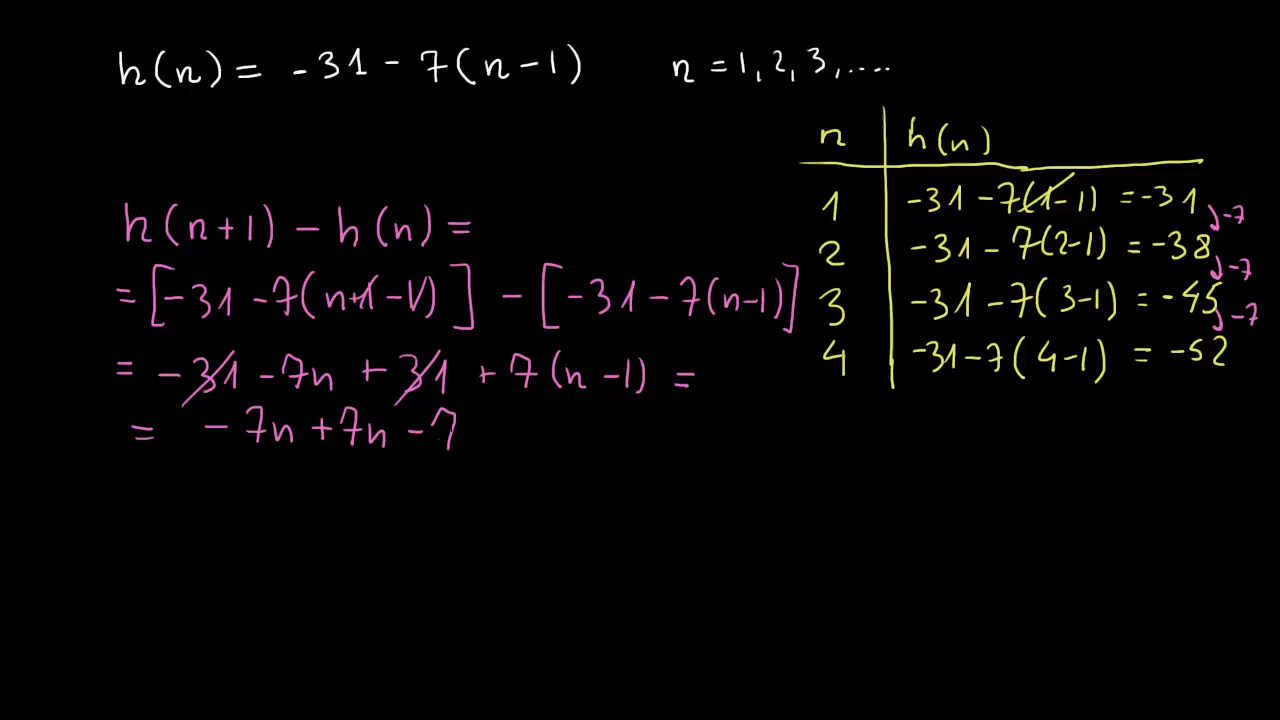 h(n) = -31 - 7(n-1) n = 1, 2, 3, ....
n h(n)
1 -31 - 7(1-1) = -31 -7
2 -31 - 7(2-1) = -38 -7
3 -31 - 7(3-1) = -45 -7
4 -31 - 7(4-1) = -52
h(n+1) - h(n) =
= [-31 - 7(n+1-1)] - [-31 - 7(n-1)]
= -31 - 7n + 31 + 7(n-1) =
= -7n + 7n - 7